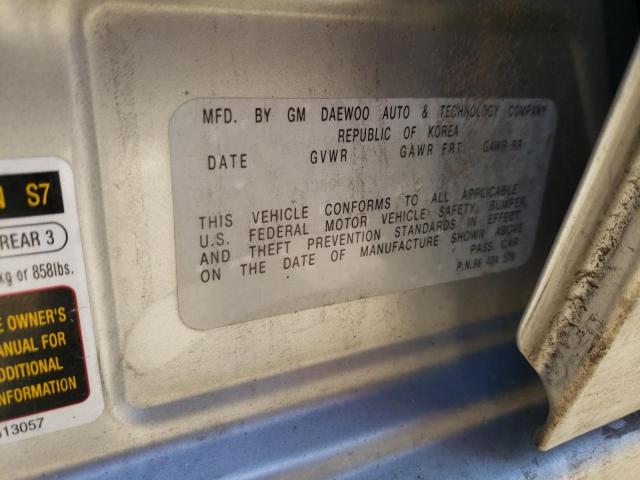 MFD. BY GM DAEWOO AUTO & TECHNOLOGY COMPANY
REPUBLIC OF KOREA
DATE GVWR GAWR FRT GAWR RR
THIS VEHICLE CONFORMS TO ALL APPLICABLE
U.S. FEDERAL MOTOR VEHICLE SAFETY, BUMPER,
AND THEFT PREVENTION STANDARDS IN EFFECT
ON THE DATE OF MANUFACTURE SHOWN ABOVE
PASS. CAR
P.N.96
N S7
REAR 3
kg or 858lbs.
E OWNER'S
ANUAL FOR
DDITIONAL
INFORMATION
13057